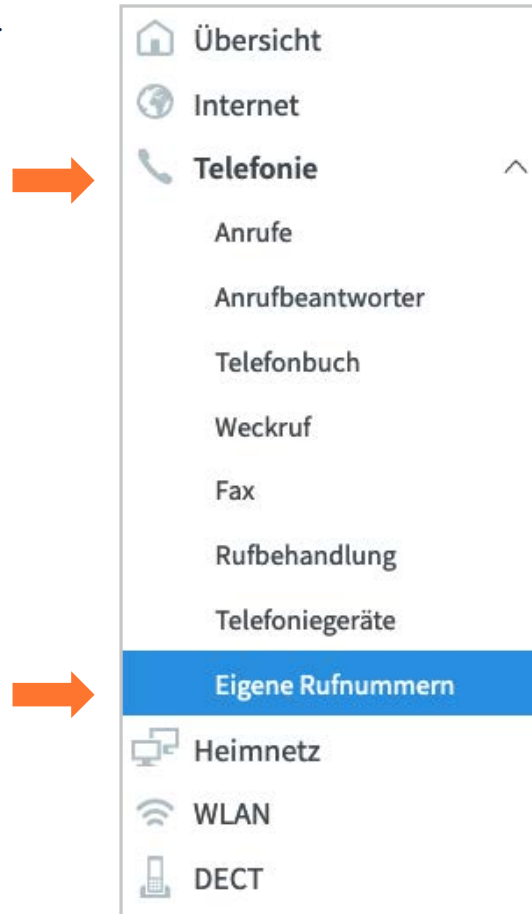 Übersicht
Internet
Telefonie
Anrufe
Anrufbeantworter
Telefonbuch
Weckruf
Fax
Rufbehandlung
Telefoniegeräte
Eigene Rufnummern
Heimnetz
WLAN
DECT